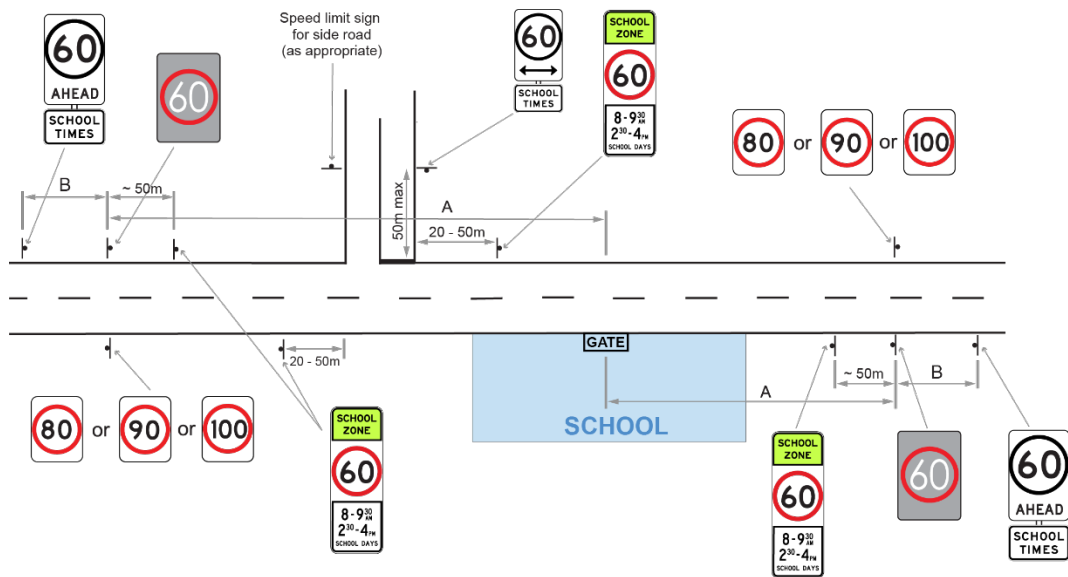 60
AHEAD
SCHOOL
TIMES
60
Speed limit sign
for side road
(as appropriate)
60
SCHOOL
TIMES
SCHOOL
ZONE
60
8-9³⁰ AM
2³⁰-4 PM
SCHOOL DAYS
80 or 90 or 100
B
~ 50m
A
50m max
20 - 50m
GATE
SCHOOL
20 - 50m
~ 50m
B
A
80 or 90 or 100
SCHOOL
ZONE
60
8-9³⁰ AM
2³⁰-4 PM
SCHOOL DAYS
SCHOOL
ZONE
60
8-9³⁰ AM
2³⁰-4 PM
SCHOOL DAYS
60
60
AHEAD
SCHOOL
TIMES